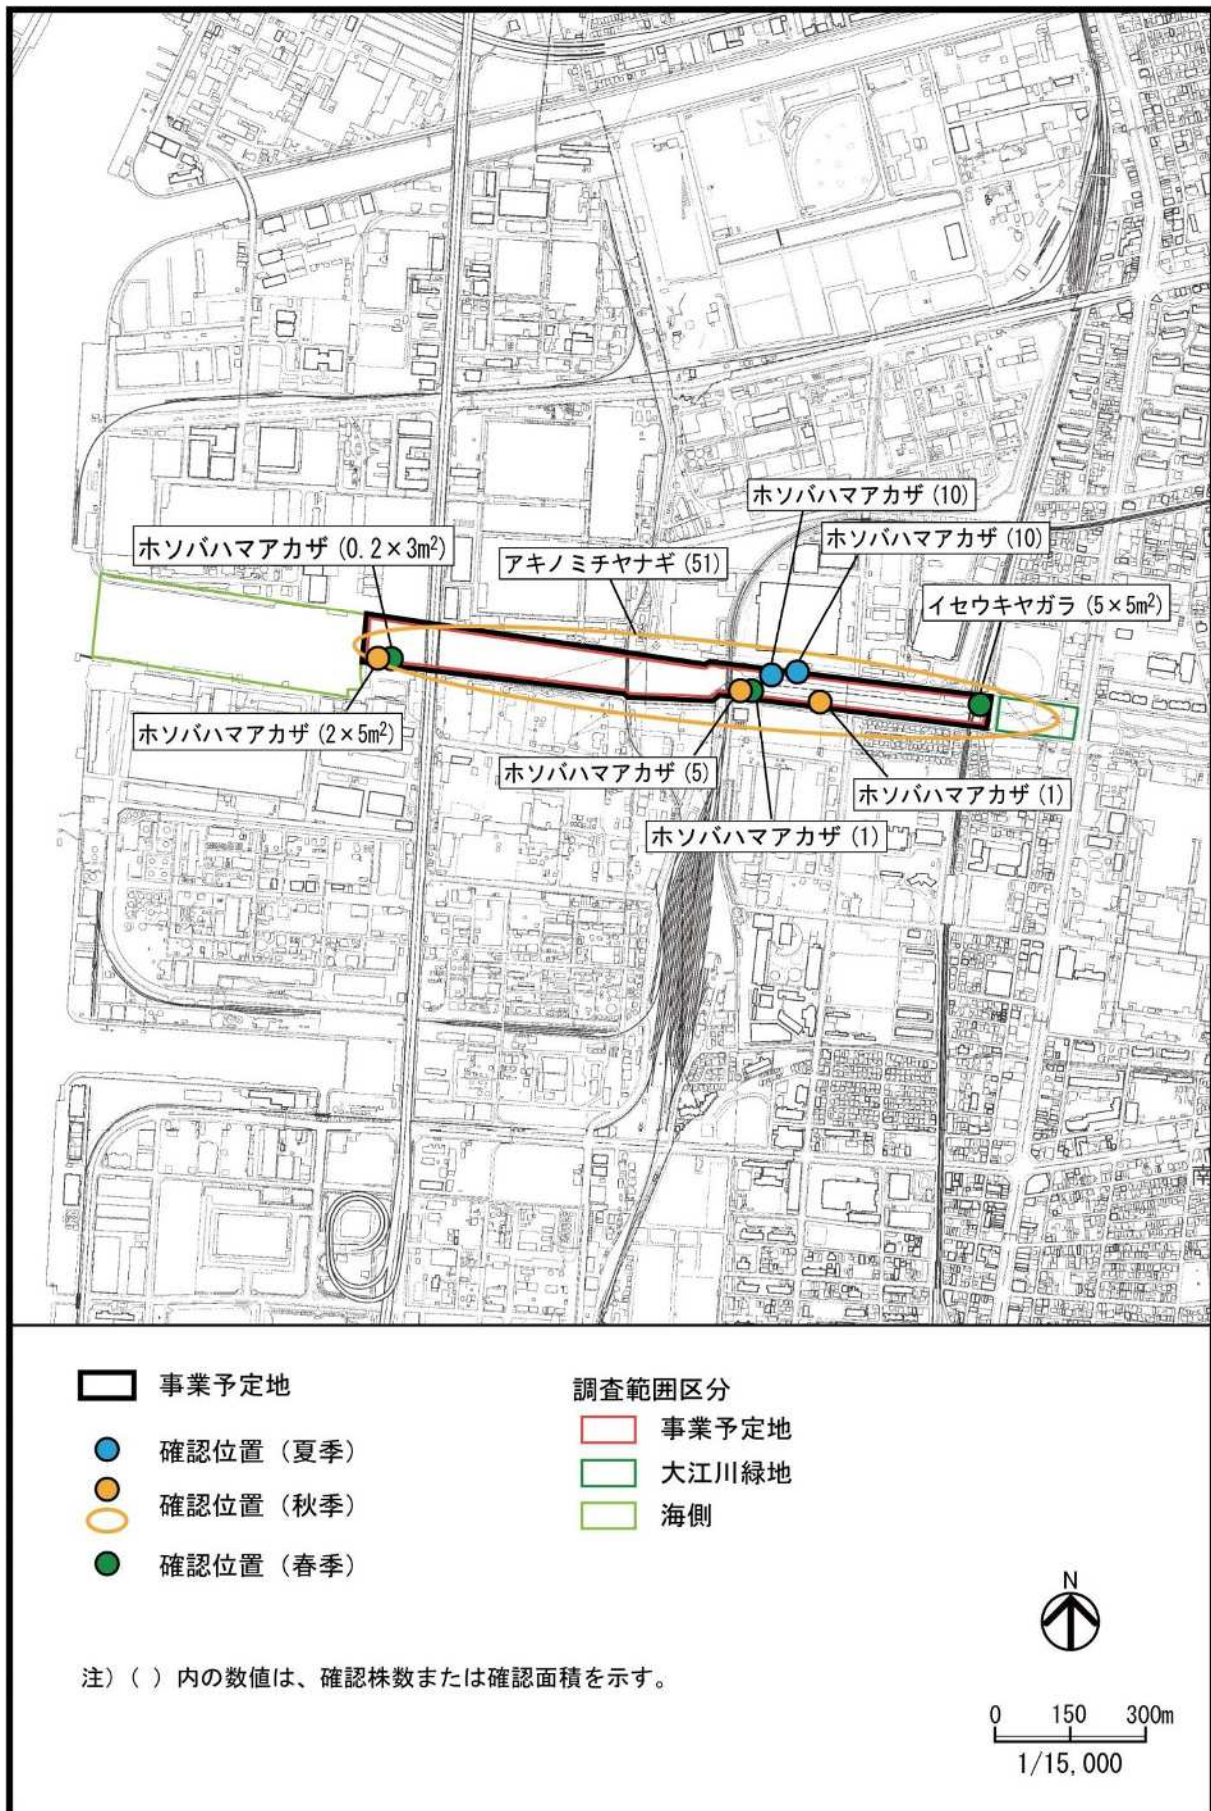 ホソバハマアカザ (10)
ホソバハマアカザ (10)
ホソバハマアカザ (0.2×3m²)
アキノミチヤナギ (51)
イセウキヤガラ (5×5m²)
ホソバハマアカザ (2×5m²)
ホソバハマアカザ (5)
ホソバハマアカザ (1)
ホソバハマアカザ (1)
南
事業予定地
確認位置（夏季）
確認位置（秋季）
確認位置（春季）
調査範囲区分
事業予定地
大江川緑地
海側
N
注）（ ）内の数値は、確認株数または確認面積を示す。
0 150 300m
1/15,000